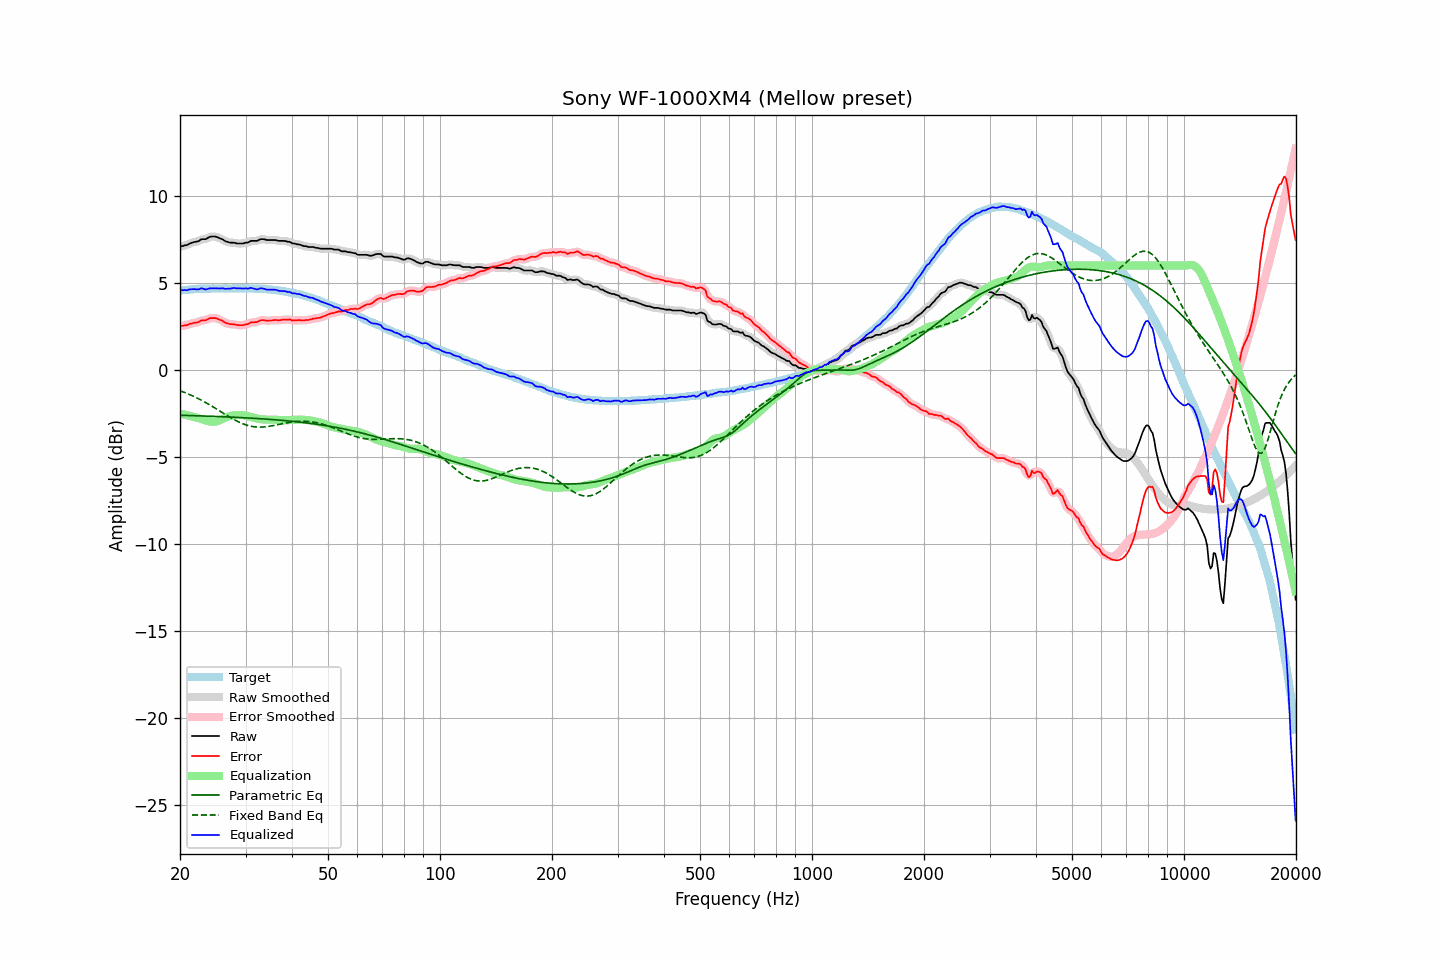 Sony WF-1000XM4 (Mellow preset)
Amplitude (dBr)
10
5
0
−5
−10
−15
−20
−25
Target
Raw Smoothed
Error Smoothed
Raw
Error
Equalization
Parametric Eq
Fixed Band Eq
Equalized
20 50 100 200 500 1000 2000 5000 10000 20000
Frequency (Hz)